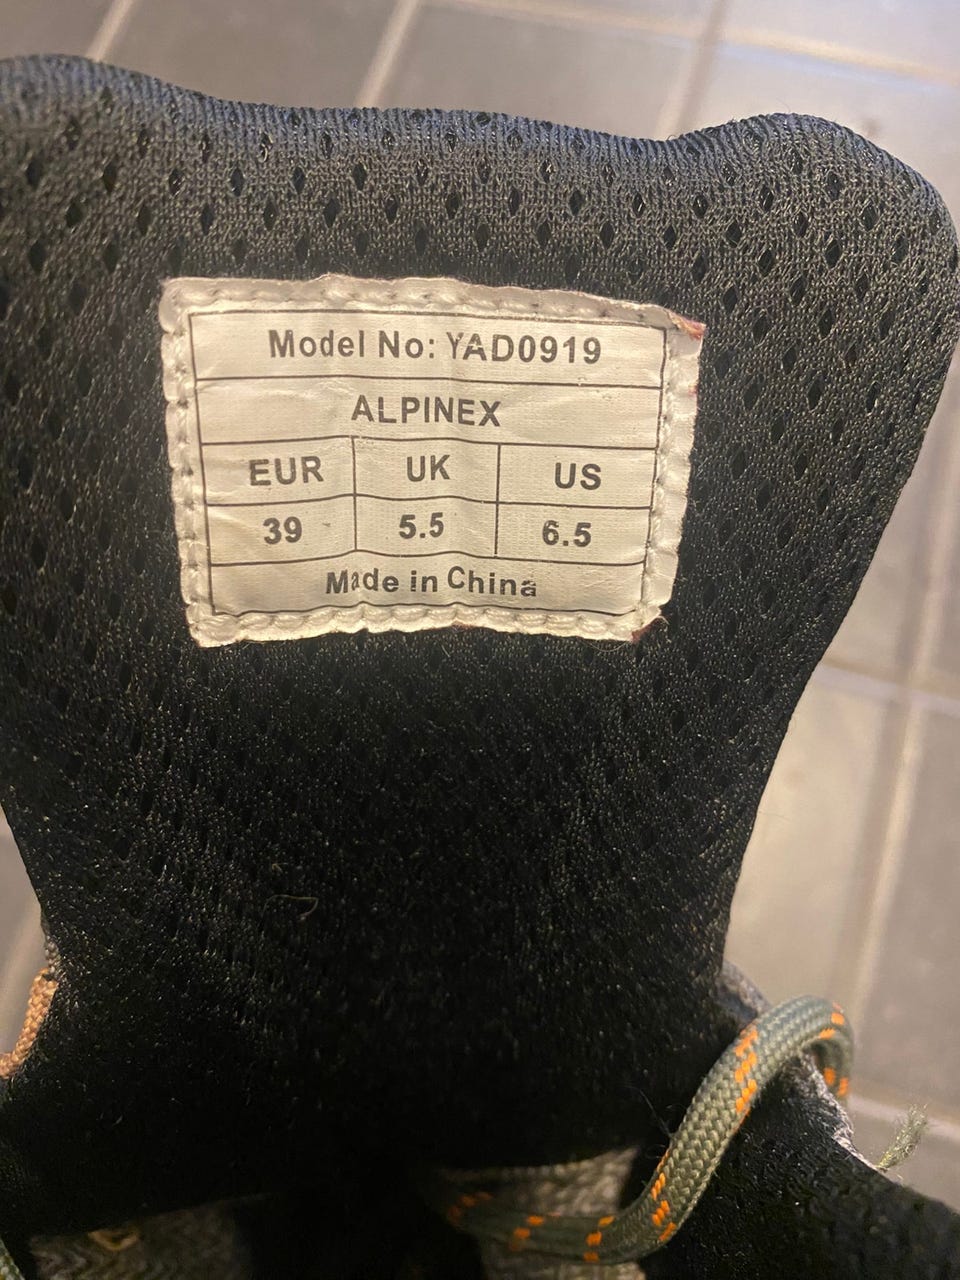 Model No: YAD0919
ALPINEX
EUR UK US
39 5.5 6.5
Made in China